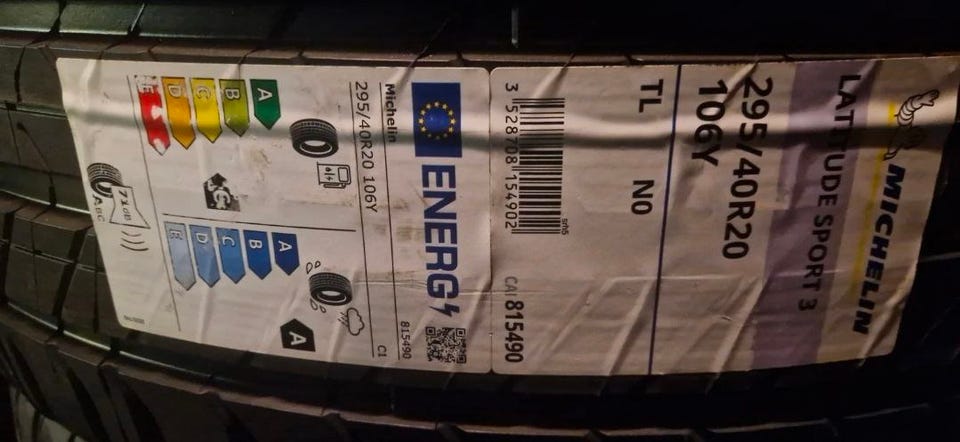 MICHELIN
LATITUDE SPORT 3
295/40R20
106Y
TL N0
3 528708 154902
CAI 815490
ENERG
Michelin 815490
295/40R20 106Y C1
A A
B B
C C
D D
E E
C
A
ABC